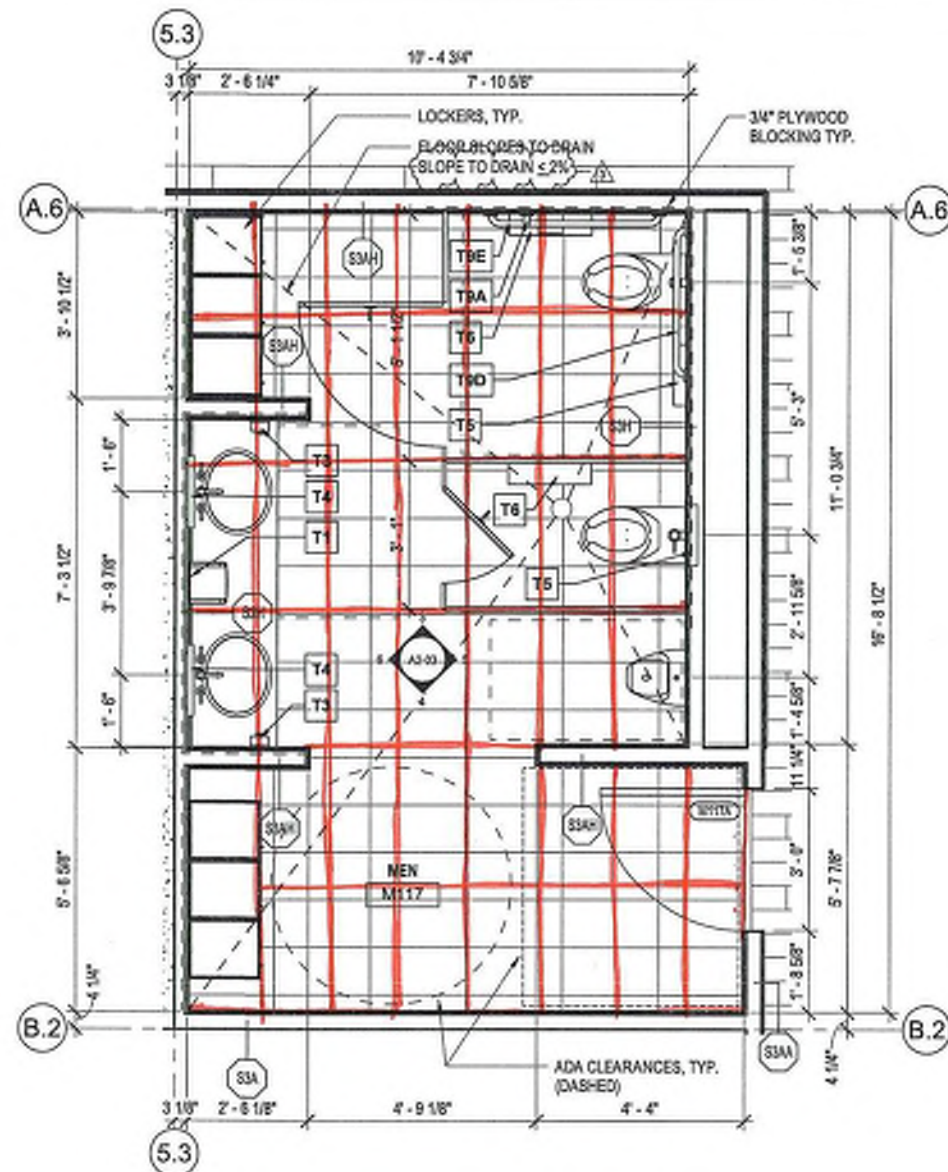 5.3
10' - 4 3/4"
3 1/8"
2' - 6 1/4"
7' - 10 5/8"
LOCKERS, TYP.
3/4" PLYWOOD
BLOCKING TYP.
FLOOR SLOPES TO DRAIN
SLOPE TO DRAIN ≤ 2%
A.6
A.6
S3AH
T9E
T9A
T6
T9D
T5
S3AH
S3H
3' - 10 1/2"
1' - 5 3/8"
5' - 3"
11' - 0 3/4"
T3
T4
T1
T6
T5
1' - 6"
3' - 9 7/8"
7' - 3 1/2"
3' - 1"
2' - 11 5/8"
16' - 8 1/2"
A2-03
4
T4
T3
1' - 6"
1' - 4 5/8"
11 1/4"
S3AH
S3AH
M117A
MEN
M117
5' - 6 5/8"
3' - 0"
5' - 7 7/8"
1' - 8 5/8"
4 1/4"
B.2
B.2
S3A
S3AA
4 1/4"
ADA CLEARANCES, TYP.
(DASHED)
3 1/8"
2' - 6 1/8"
4' - 9 1/8"
4' - 4"
5.3